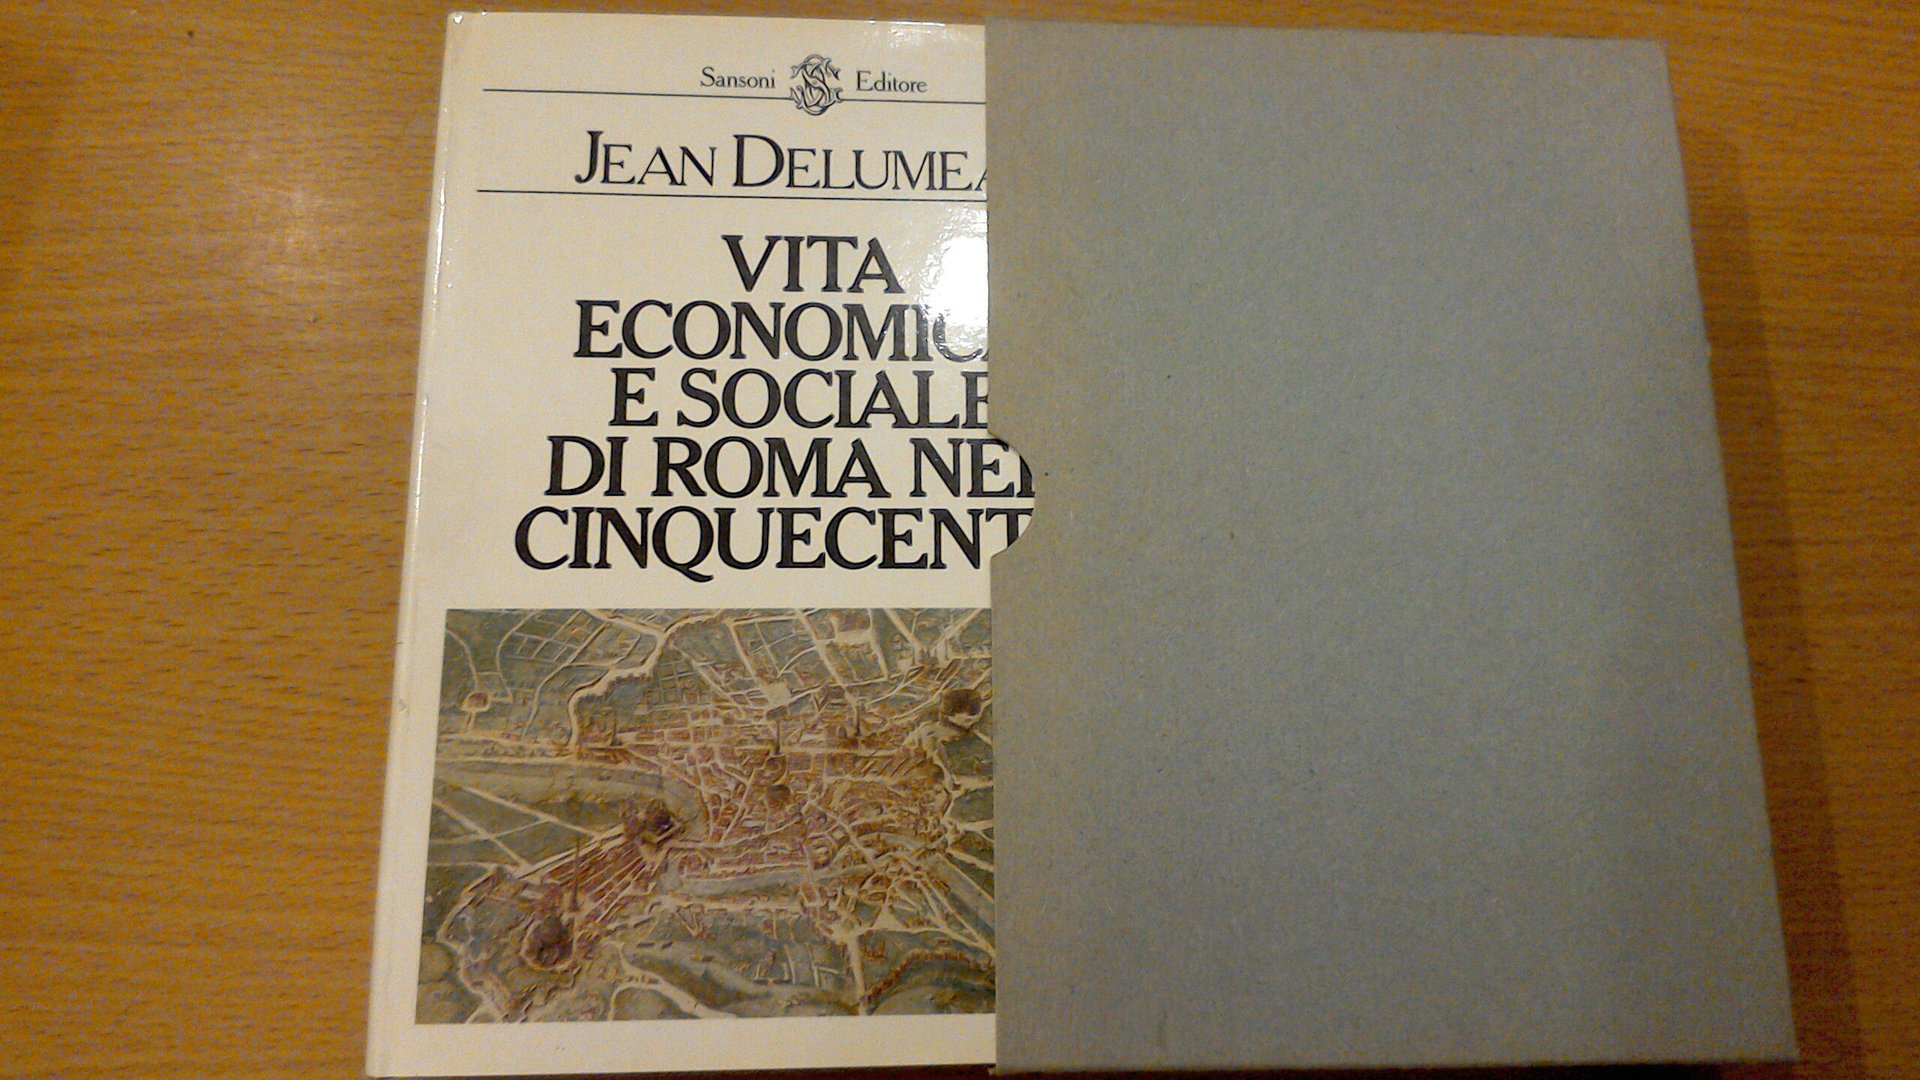 Sansoni Editore
JEAN DELUMEA
VITA
ECONOMICA
E SOCIALE
DI ROMA NEL
CINQUECENT